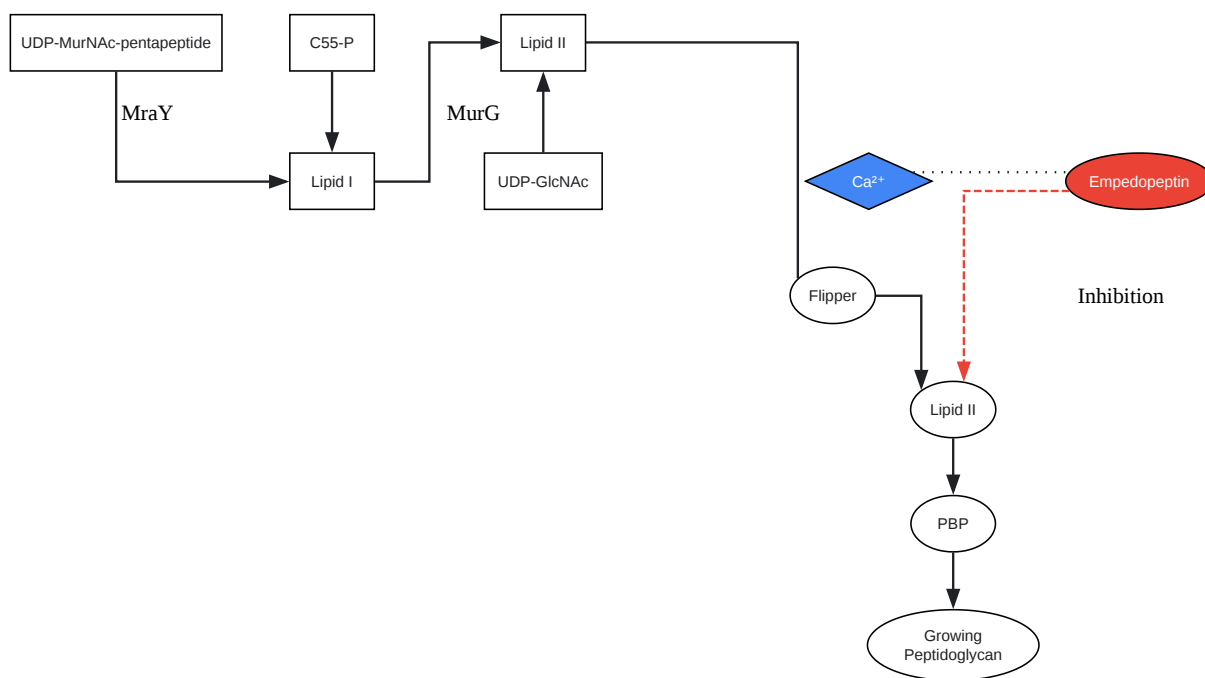 UDP-MurNAc-pentapeptide
C55-P
Lipid II
MraY
MurG
Lipid I
UDP-GlcNAc
Ca²⁺
Empedopeptin
Flipper
Inhibition
Lipid II
PBP
Growing
Peptidoglycan